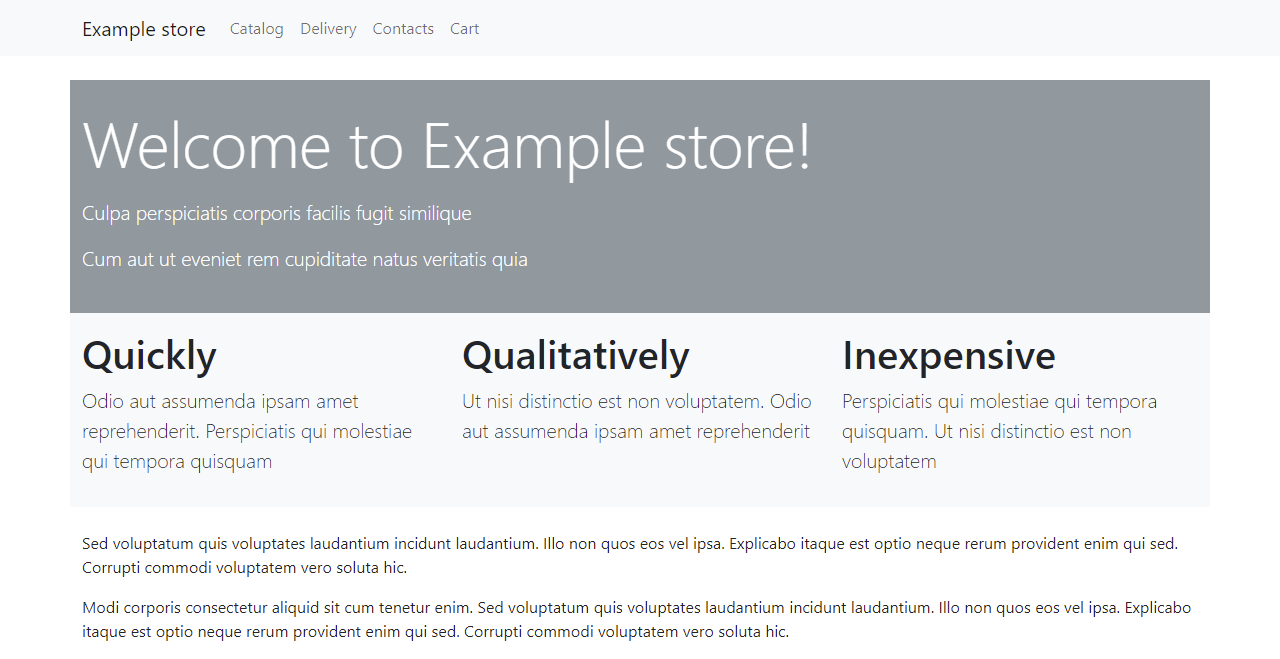 Example store Catalog Delivery Contacts Cart
Welcome to Example store!
Culpa perspiciatis corporis facilis fugit similique
Cum aut ut eveniet rem cupiditate natus veritatis quia
Quickly
Odio aut assumenda ipsam amet
reprehenderit. Perspiciatis qui molestiae
qui tempora quisquam
Qualitatively
Ut nisi distinctio est non voluptatem. Odio
aut assumenda ipsam amet reprehenderit
Inexpensive
Perspiciatis qui molestiae qui tempora
quisquam. Ut nisi distinctio est non
voluptatem
Sed voluptatum quis voluptates laudantium incidunt laudantium. Illo non quos eos vel ipsa. Explicabo itaque est optio neque rerum provident enim qui sed.
Corrupti commodi voluptatem vero soluta hic.
Modi corporis consectetur aliquid sit cum tenetur enim. Sed voluptatum quis voluptates laudantium incidunt laudantium. Illo non quos eos vel ipsa. Explicabo
itaque est optio neque rerum provident enim qui sed. Corrupti commodi voluptatem vero soluta hic.